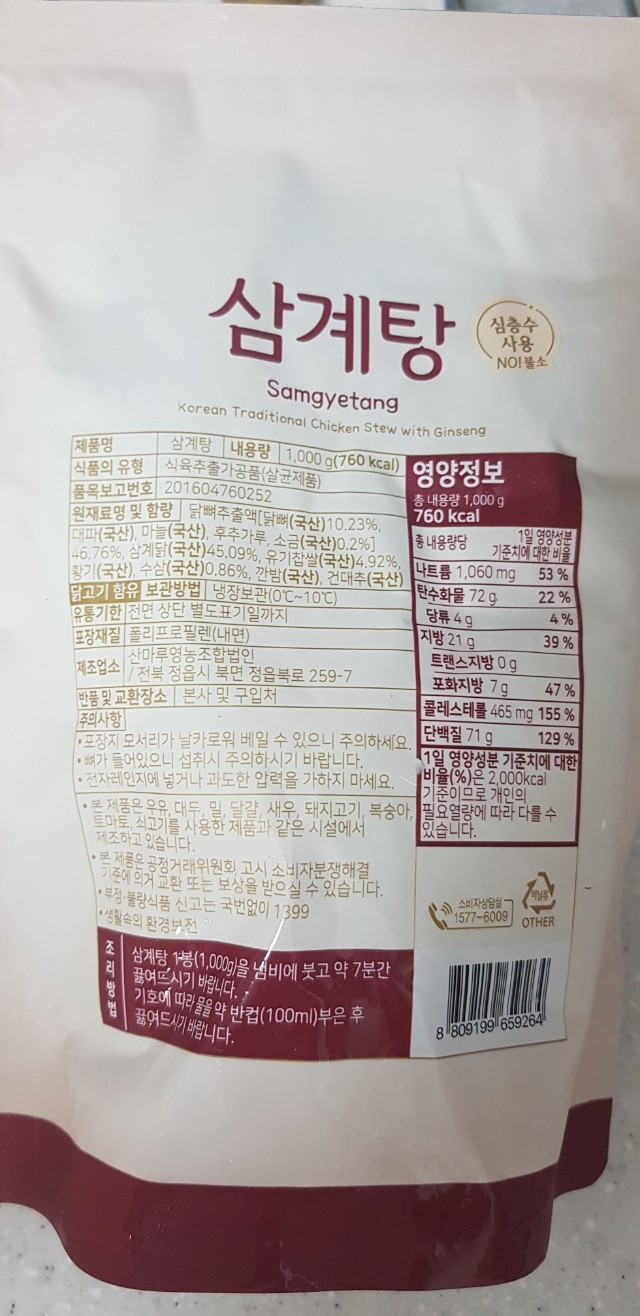 삼계탕
심층수
사용
NO!불소
Samgyetang
Korean Traditional Chicken Stew with Ginseng
제품명 삼계탕 내용량 1,000 g(760 kcal)
식품의 유형 식육추출가공품(살균제품)
품목보고번호 201604760252
원재료명 및 함량 닭뼈추출액[닭뼈(국산)10.23%,
대파(국산), 마늘(국산), 후추가루, 소금(국산)0.2%]
46.76%, 삼계닭(국산)45.09%, 유기찹쌀(국산)4.92%,
황기(국산), 수삼(국산)0.86%, 깐밤(국산), 건대추(국산)
닭고기 함유 보관방법 냉장보관(0℃~10℃)
유통기한 전면 상단 별도표기일까지
포장재질 폴리프로필렌(내면)
제조업소 산마루영농조합법인
/ 전북 정읍시 북면 정읍북로 259-7
반품 및 교환장소 본사 및 구입처
주의사항
• 포장지 모서리가 날카로워 베일 수 있으니 주의하세요.
• 뼈가 들어있으니 섭취시 주의하시기 바랍니다.
• 전자레인지에 넣거나 과도한 압력을 가하지 마세요.
• 본 제품은 우유, 대두, 밀, 달걀, 새우, 돼지고기, 복숭아,
토마토, 쇠고기를 사용한 제품과 같은 시설에서
제조하고 있습니다.
• 본 제품은 공정거래위원회 고시 소비자분쟁해결
기준에 의거 교환 또는 보상을 받으실 수 있습니다.
• 부정·불량식품 신고는 국번없이 1399
• 생활속의 환경보전
조리방법
삼계탕 1봉(1,000g)을 냄비에 붓고 약 7분간
끓여드시기 바랍니다.
기호에 따라 물을 약 반컵(100ml)부은 후
끓여드시기 바랍니다.
영양정보
총 내용량 1,000 g
760 kcal
총 내용량당 1일 영양성분
기준치에 대한 비율
나트륨 1,060 mg 53 %
탄수화물 72 g 22 %
당류 4 g 4 %
지방 21 g 39 %
트랜스지방 0 g
포화지방 7 g 47 %
콜레스테롤 465 mg 155 %
단백질 71 g 129 %
1일 영양성분 기준치에 대한
비율(%)은 2,000kcal
기준이므로 개인의
필요열량에 따라 다를 수
있습니다.
소비자상담실
1577-6009
비닐류
OTHER
8 809199 659264